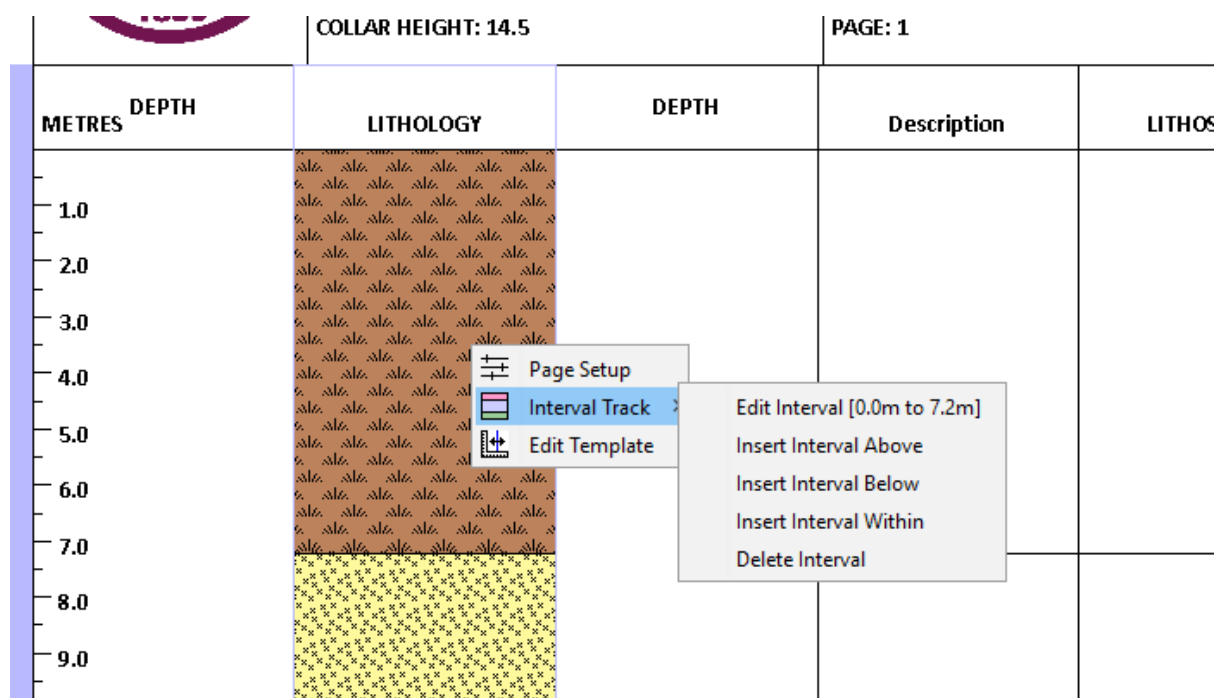 COLLAR HEIGHT: 14.5
PAGE: 1
DEPTH
METRES
LITHOLOGY
DEPTH
Description
1.0
2.0
3.0
4.0
5.0
6.0
7.0
8.0
9.0
Page Setup
Interval Track
Edit Template
Edit Interval [0.0m to 7.2m]
Insert Interval Above
Insert Interval Below
Insert Interval Within
Delete Interval